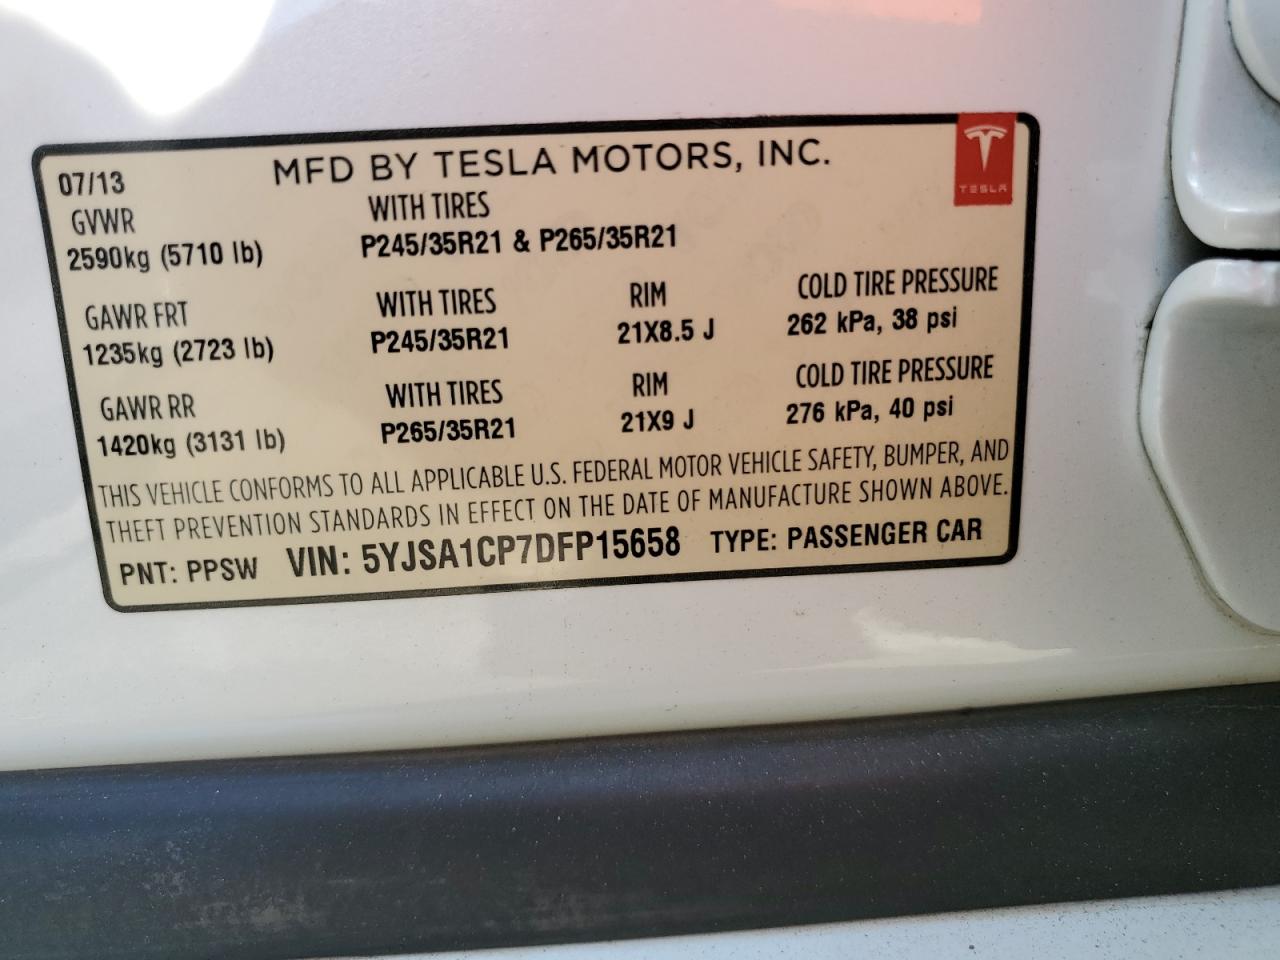 07/13 MFD BY TESLA MOTORS, INC.
TESLA
GVWR WITH TIRES
2590kg (5710 lb) P245/35R21 & P265/35R21
GAWR FRT WITH TIRES RIM COLD TIRE PRESSURE
1235kg (2723 lb) P245/35R21 21X8.5 J 262 kPa, 38 psi
GAWR RR WITH TIRES RIM COLD TIRE PRESSURE
1420kg (3131 lb) P265/35R21 21X9 J 276 kPa, 40 psi
THIS VEHICLE CONFORMS TO ALL APPLICABLE U.S. FEDERAL MOTOR VEHICLE SAFETY, BUMPER, AND
THEFT PREVENTION STANDARDS IN EFFECT ON THE DATE OF MANUFACTURE SHOWN ABOVE.
PNT: PPSW VIN: 5YJSA1CP7DFP15658 TYPE: PASSENGER CAR